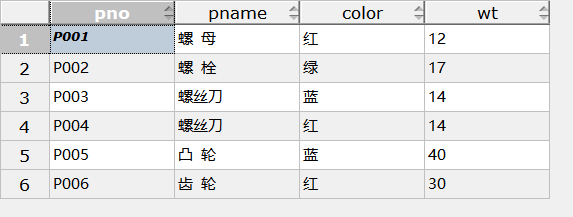 pno pname color wt
1 P001 螺 母 红 12
2 P002 螺 栓 绿 17
3 P003 螺丝刀 蓝 14
4 P004 螺丝刀 红 14
5 P005 凸 轮 蓝 40
6 P006 齿 轮 红 30